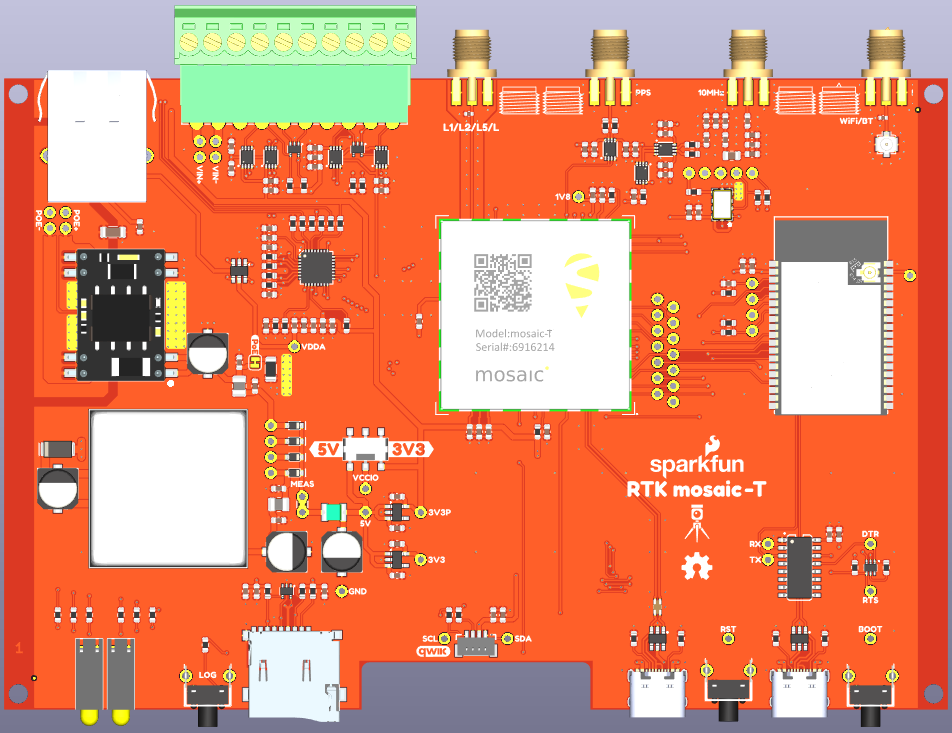 PPS
10MHz
!
L1/L2/L5/L
WiFi/BT
VIN+
VIN-
1V8
POE-
POE+
Model:mosaic-T
Serial#:6916214
mosaic
PoE
VDDA
5V
3V3
sparkfun
RTK mosaic-T
VCCIO
MEAS
5V
3V3P
3V3
GND
RX
TX
DTR
RTS
SCL
SDA
qwiic
RST
BOOT
LOG
1